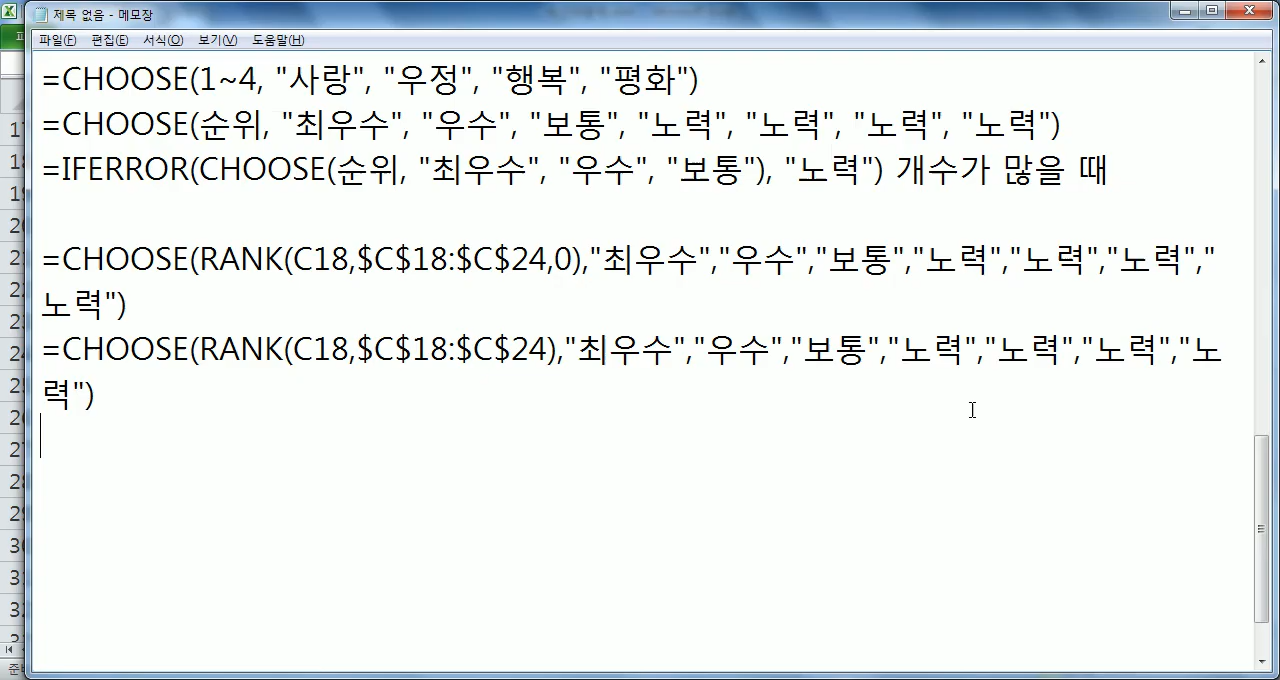 제목 없음 - 메모장
파일(F) 편집(E) 서식(O) 보기(V) 도움말(H)
=CHOOSE(1~4, "사랑", "우정", "행복", "평화")
=CHOOSE(순위, "최우수", "우수", "보통", "노력", "노력", "노력", "노력")
=IFERROR(CHOOSE(순위, "최우수", "우수", "보통"), "노력") 개수가 많을 때
=CHOOSE(RANK(C18,$C$18:$C$24,0),"최우수","우수","보통","노력","노력","노력","
노력")
=CHOOSE(RANK(C18,$C$18:$C$24),"최우수","우수","보통","노력","노력","노력","노
력")